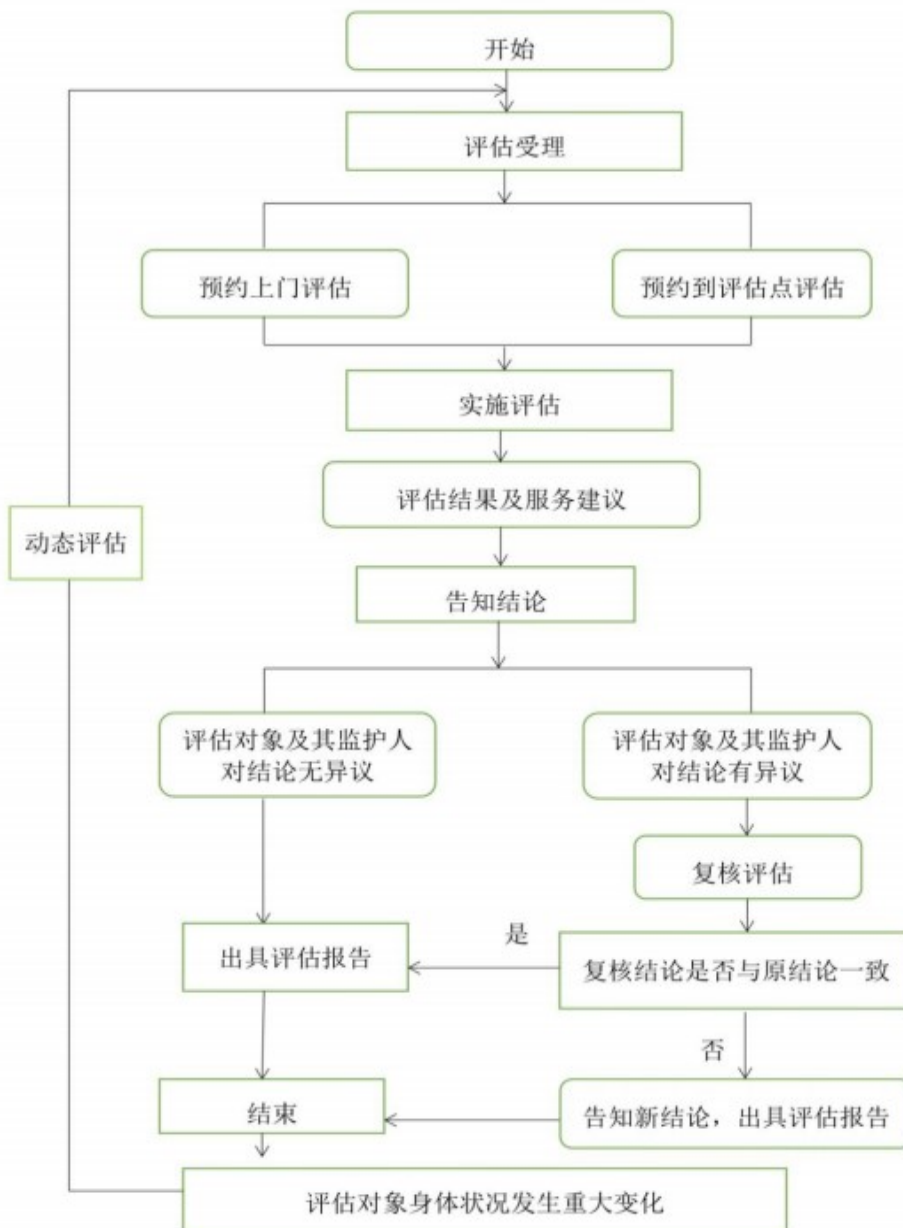 开始
评估受理
预约上门评估
预约到评估点评估
实施评估
评估结果及服务建议
动态评估
告知结论
评估对象及其监护人
对结论无异议
评估对象及其监护人
对结论有异议
复核评估
是
出具评估报告
复核结论是否与原结论一致
否
结束
告知新结论，出具评估报告
评估对象身体状况发生重大变化